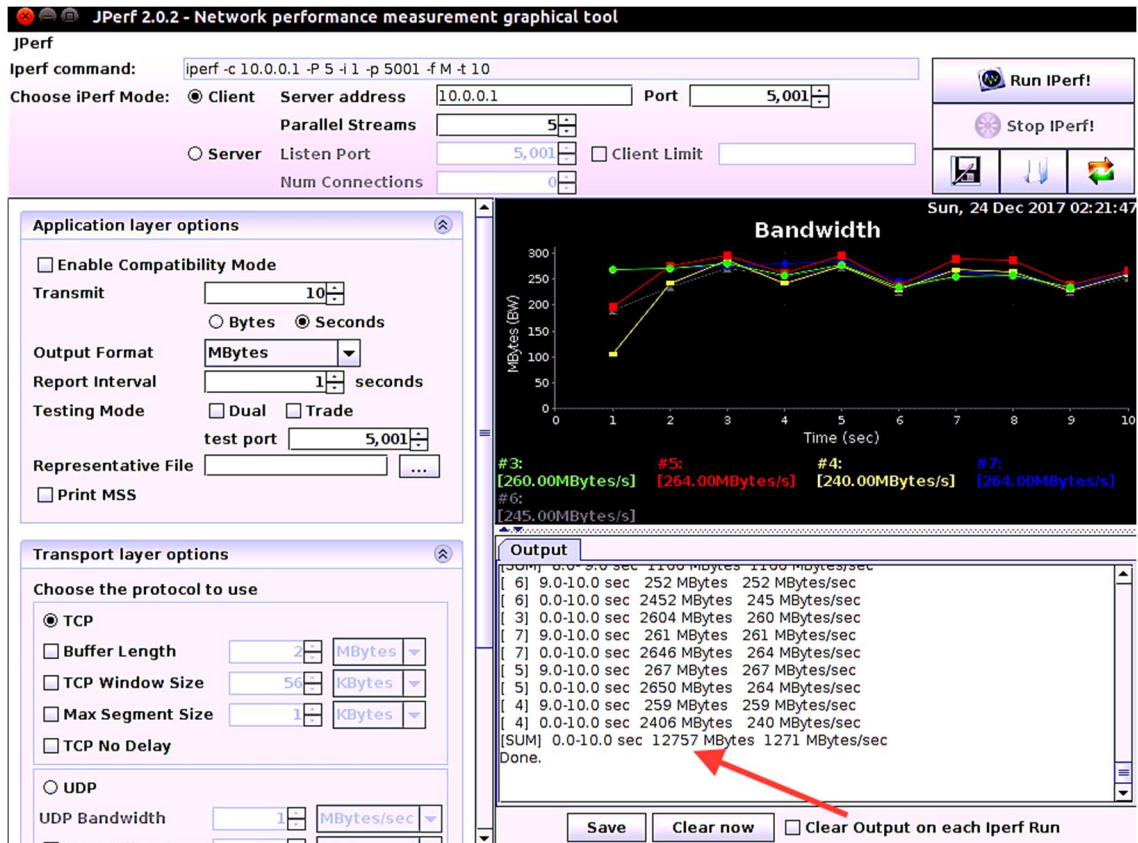 JPerf 2.0.2 - Network performance measurement graphical tool
JPerf
Iperf command: iperf -c 10.0.0.1 -P 5 -i 1 -p 5001 -f M -t 10
Choose iPerf Mode: Client Server address 10.0.0.1 Port 5,001
Parallel Streams 5
Server Listen Port 5,001 Client Limit
Num Connections 0
Run IPerf!
Stop IPerf!
Application layer options
Enable Compatibility Mode
Transmit 10
Bytes Seconds
Output Format MBytes
Report Interval 1 seconds
Testing Mode Dual Trade
test port 5,001
Representative File ...
Print MSS
Transport layer options
Choose the protocol to use
TCP
Buffer Length 2 MBytes
TCP Window Size 56 KBytes
Max Segment Size 1 KBytes
TCP No Delay
UDP
UDP Bandwidth 1 MBytes/sec
Sun, 24 Dec 2017 02:21:47
Bandwidth
MBytes (BW)
300
250
200
150
100
50
0
0 1 2 3 4 5 6 7 8 9 10
Time (sec)
#3: #5: #4: #7:
[260.00MBytes/s] [264.00MBytes/s] [240.00MBytes/s] [264.00MBytes/s]
#6:
[245.00MBytes/s]
Output
[SUM] 8.0- 9.0 sec 1166 MBytes 1166 MBytes/sec
[ 6] 9.0-10.0 sec 252 MBytes 252 MBytes/sec
[ 6] 0.0-10.0 sec 2452 MBytes 245 MBytes/sec
[ 3] 0.0-10.0 sec 2604 MBytes 260 MBytes/sec
[ 7] 9.0-10.0 sec 261 MBytes 261 MBytes/sec
[ 7] 0.0-10.0 sec 2646 MBytes 264 MBytes/sec
[ 5] 9.0-10.0 sec 267 MBytes 267 MBytes/sec
[ 5] 0.0-10.0 sec 2650 MBytes 264 MBytes/sec
[ 4] 9.0-10.0 sec 259 MBytes 259 MBytes/sec
[ 4] 0.0-10.0 sec 2406 MBytes 240 MBytes/sec
[SUM] 0.0-10.0 sec 12757 MBytes 1271 MBytes/sec
Done.
Save Clear now Clear Output on each Iperf Run